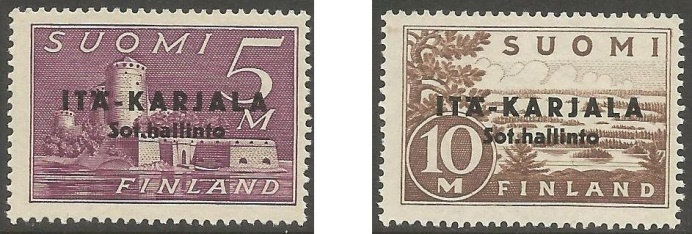 SUOMI 5
ITÄ-KARJALA
M
Sot.hallinto
FINLAND
SUOMI
ITÄ-KARJALA
Sot.hallinto
10
M FINLAND